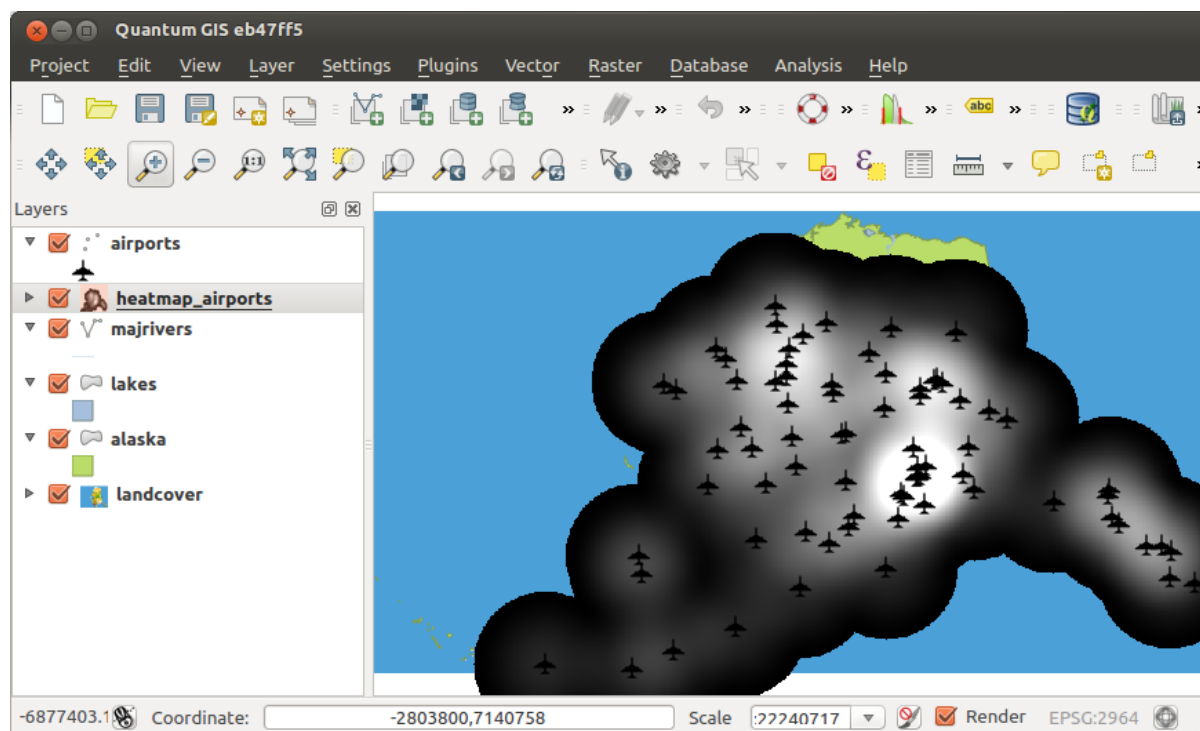 Quantum GIS eb47ff5
Project Edit View Layer Settings Plugins Vector Raster Database Analysis Help
abc
1:1
ε
Layers
airports
heatmap_airports
majrivers
lakes
alaska
landcover
-6877403.1 Coordinate: -2803800,7140758 Scale :22240717 Render EPSG:2964